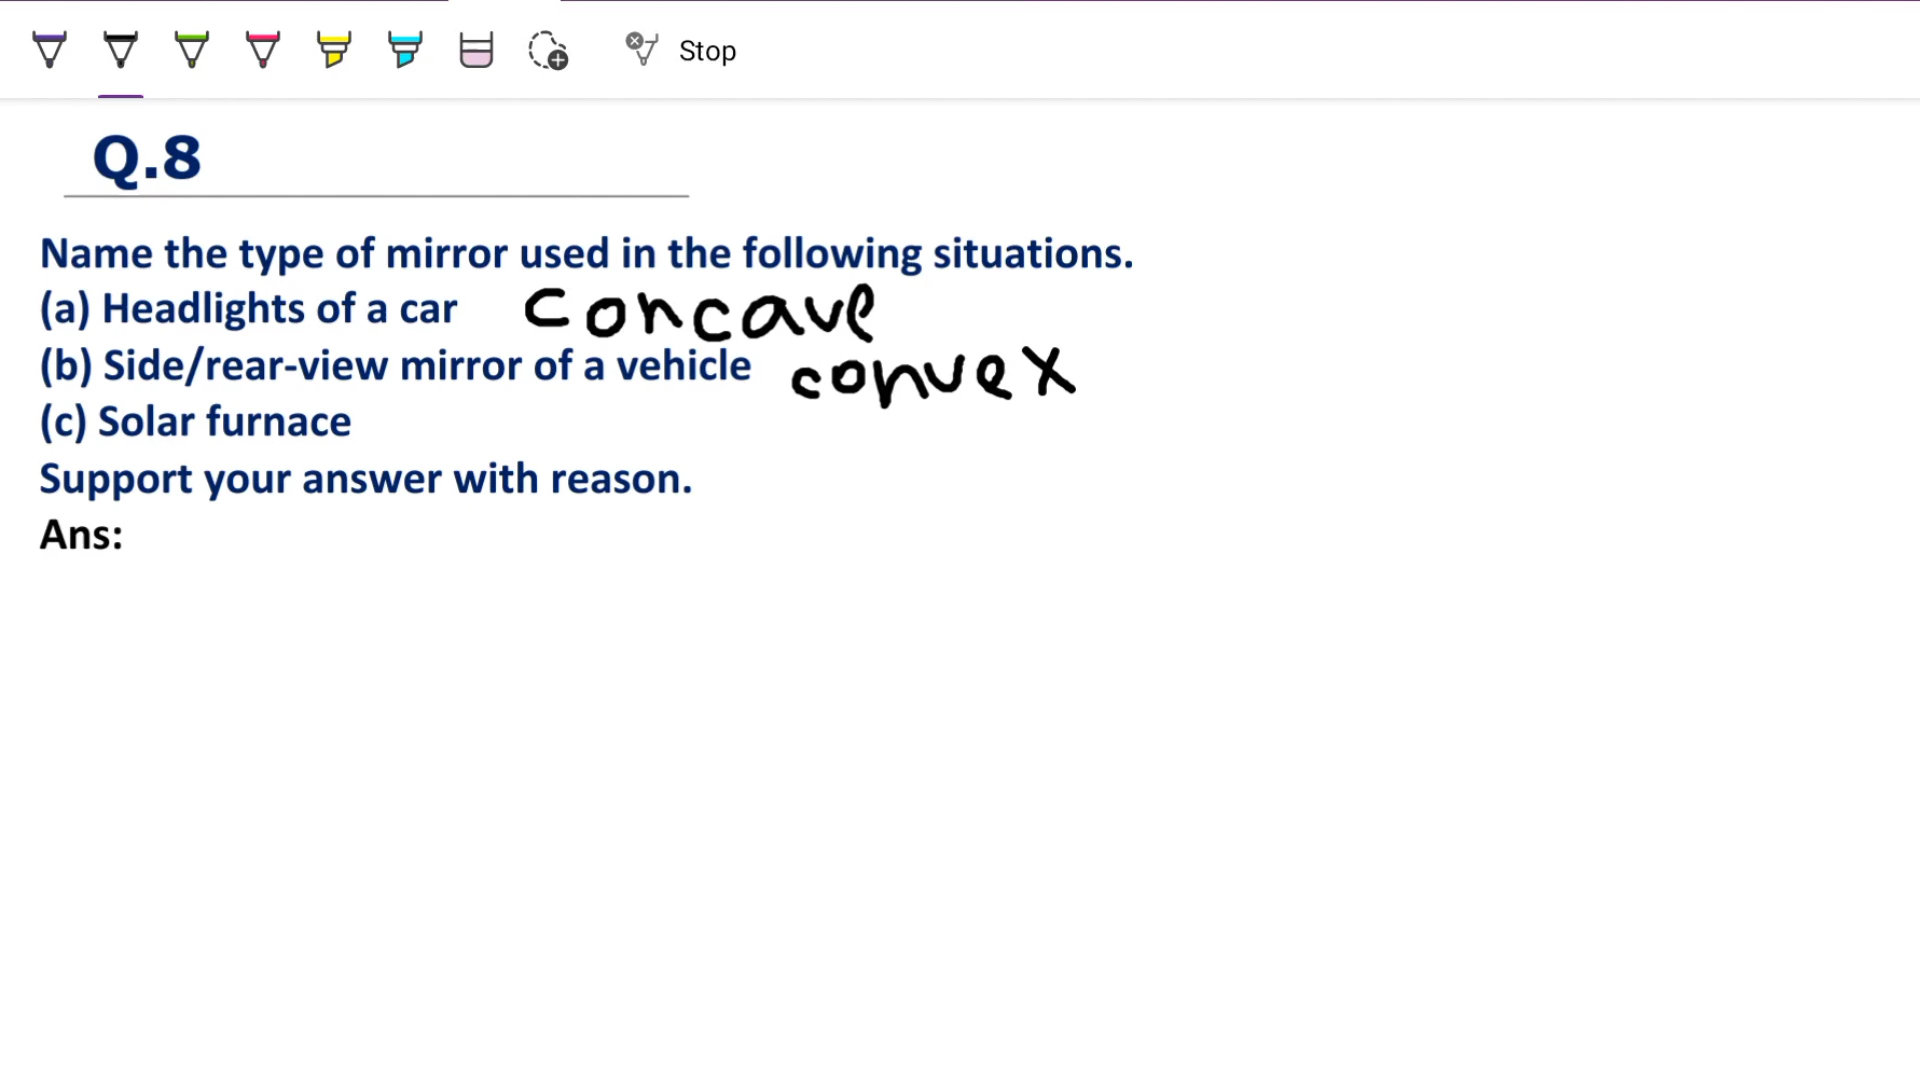 Stop
Q.8
Name the type of mirror used in the following situations.
(a) Headlights of a car concave
(b) Side/rear-view mirror of a vehicle convex
(c) Solar furnace
Support your answer with reason.
Ans: